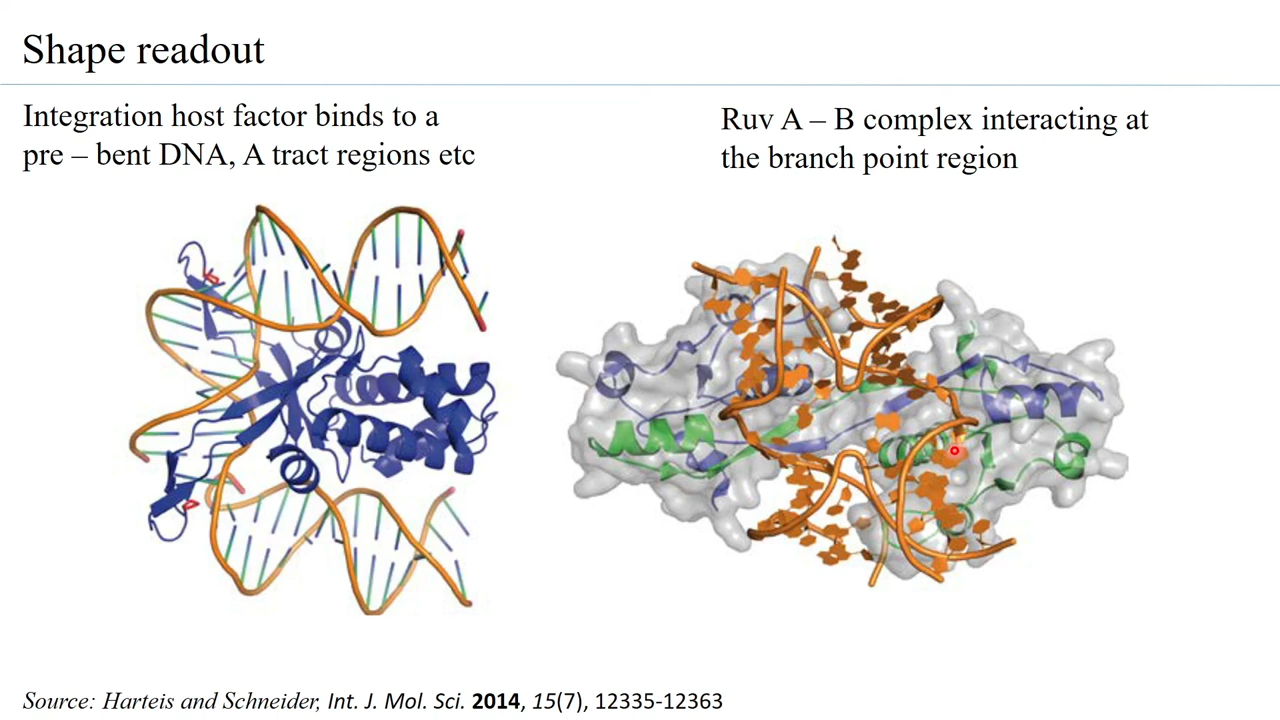 Shape readout
Integration host factor binds to a
pre – bent DNA, A tract regions etc
Ruv A – B complex interacting at
the branch point region
Source: Harteis and Schneider, Int. J. Mol. Sci. 2014, 15(7), 12335-12363